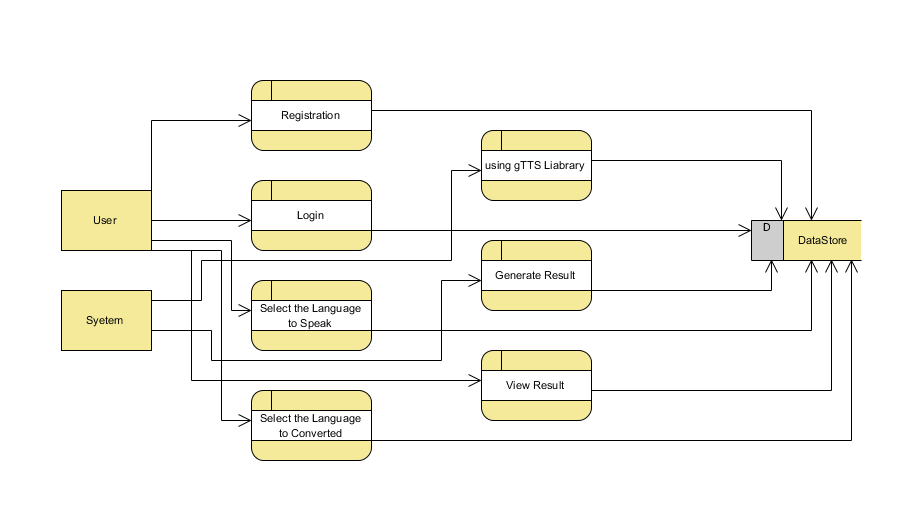 Registration
using gTTS Liabrary
User
Login
D
DataStore
Generate Result
Syetem
Select the Language
to Speak
View Result
Select the Language
to Converted